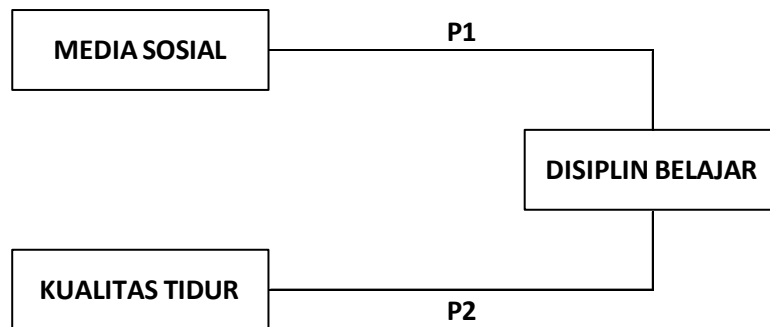 MEDIA SOSIAL
P1
DISIPLIN BELAJAR
KUALITAS TIDUR
P2